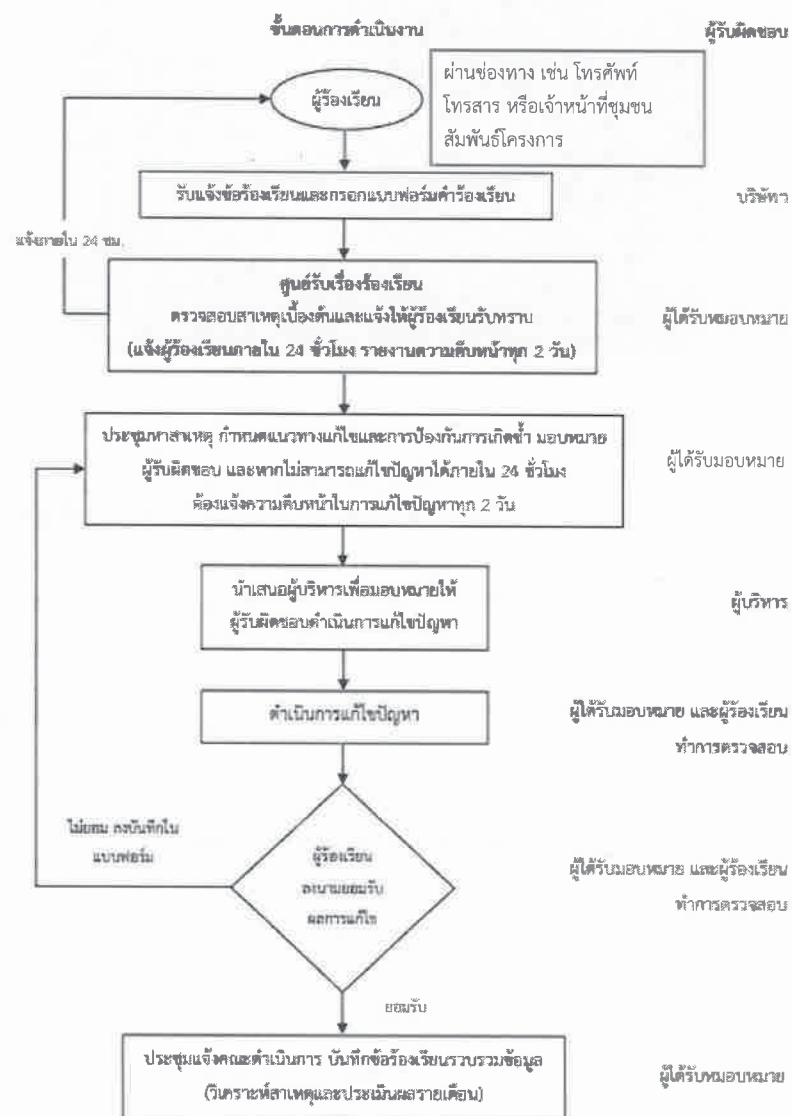 ขั้นตอนการดำเนินงาน
ผู้รับผิดชอบ
ผู้ร้องเรียน
ผ่านช่องทาง เช่น โทรศัพท์
โทรสาร หรือเจ้าหน้าที่ชุมชน
สัมพันธ์โครงการ
รับแจ้งข้อร้องเรียนและกรอกแบบฟอร์มคำร้องเรียน
บริษัทฯ
แจ้งภายใน 24 ชม.
ศูนย์รับเรื่องร้องเรียน
ตรวจสอบสาเหตุเบื้องต้นและแจ้งให้ผู้ร้องเรียนรับทราบ
(แจ้งผู้ร้องเรียนภายใน 24 ชั่วโมง รายงานความคืบหน้าทุก 2 วัน)
ผู้ได้รับมอบหมาย
ประชุมหาสาเหตุ กำหนดแนวทางแก้ไขและการป้องกันการเกิดซ้ำ มอบหมาย
ผู้รับผิดชอบ และหากไม่สามารถแก้ไขปัญหาได้ภายใน 24 ชั่วโมง
ต้องแจ้งความคืบหน้าในการแก้ไขปัญหาทุก 2 วัน
ผู้ได้รับมอบหมาย
นำเสนอผู้บริหารเพื่อมอบหมายให้
ผู้รับผิดชอบดำเนินการแก้ไขปัญหา
ผู้บริหาร
ดำเนินการแก้ไขปัญหา
ผู้ได้รับมอบหมาย และผู้ร้องเรียน
ทำการตรวจสอบ
ไม่ยอม ลงบันทึกใน
แบบฟอร์ม
ผู้ร้องเรียน
ลงนามยอมรับ
ผลการแก้ไข
ผู้ได้รับมอบหมาย และผู้ร้องเรียน
ทำการตรวจสอบ
ยอมรับ
ประชุมแจ้งคณะดำเนินการ บันทึกข้อร้องเรียนรวบรวมข้อมูล
(วิเคราะห์สาเหตุและประเมินผลรายเดือน)
ผู้ได้รับมอบหมาย